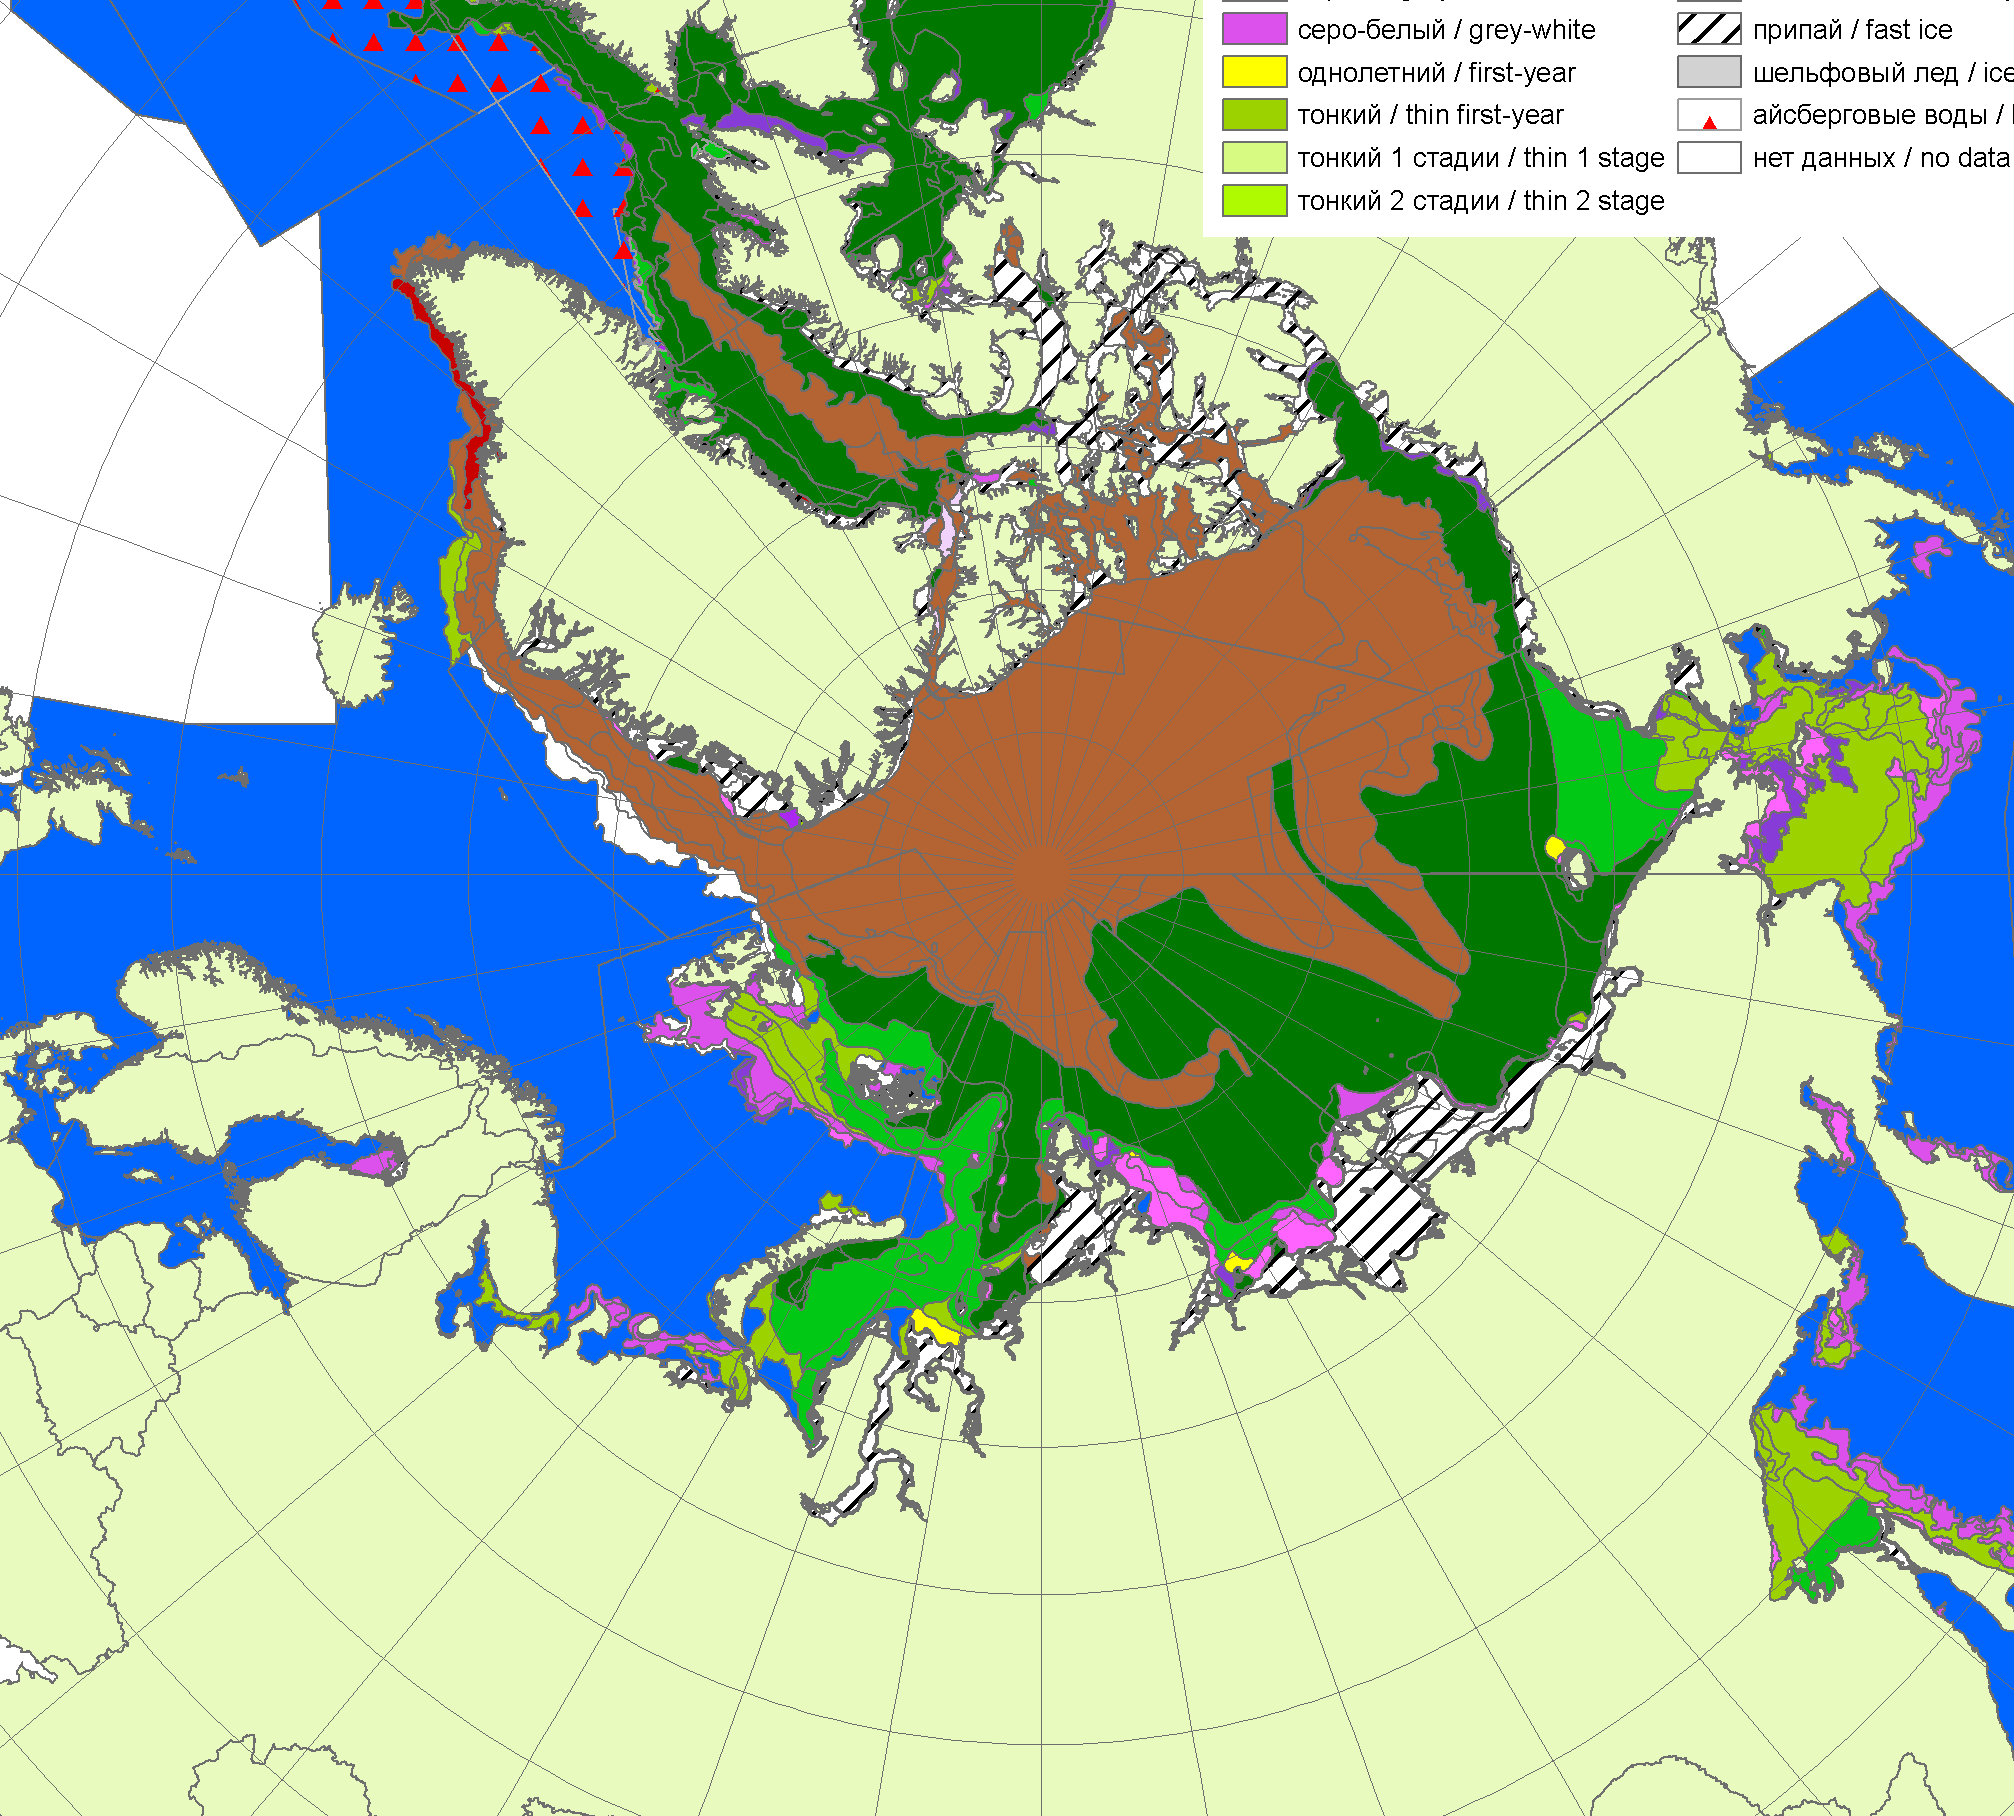 серо-белый / grey-white
однолетний / first-year
тонкий / thin first-year
тонкий 1 стадии / thin 1 stage
тонкий 2 стадии / thin 2 stage
припай / fast ice
шельфовый лед / ice
айсберговые воды /
нет данных / no data